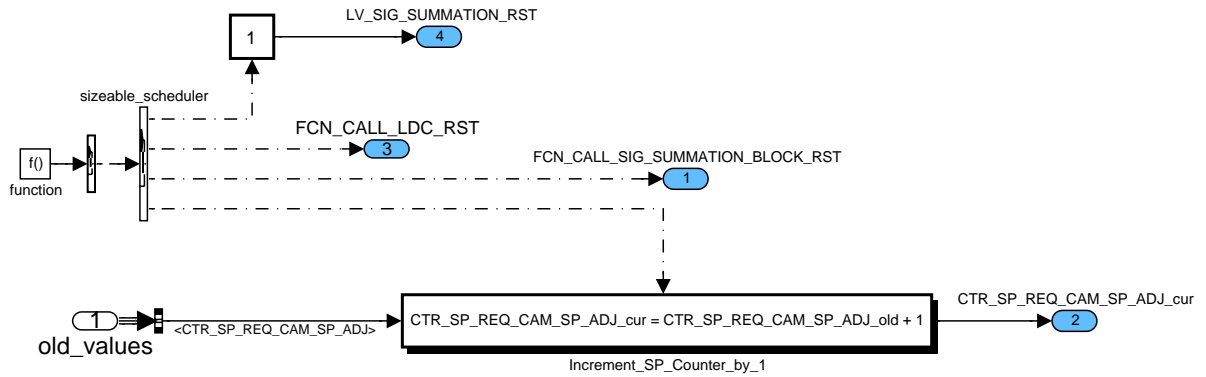 LV_SIG_SUMMATION_RST
1
4
sizeable_scheduler
FCN_CALL_LDC_RST
3
f()
function
FCN_CALL_SIG_SUMMATION_BLOCK_RST
1
CTR_SP_REQ_CAM_SP_ADJ_cur
1
<CTR_SP_REQ_CAM_SP_ADJ>
CTR_SP_REQ_CAM_SP_ADJ_cur = CTR_SP_REQ_CAM_SP_ADJ_old + 1
2
old_values
Increment_SP_Counter_by_1